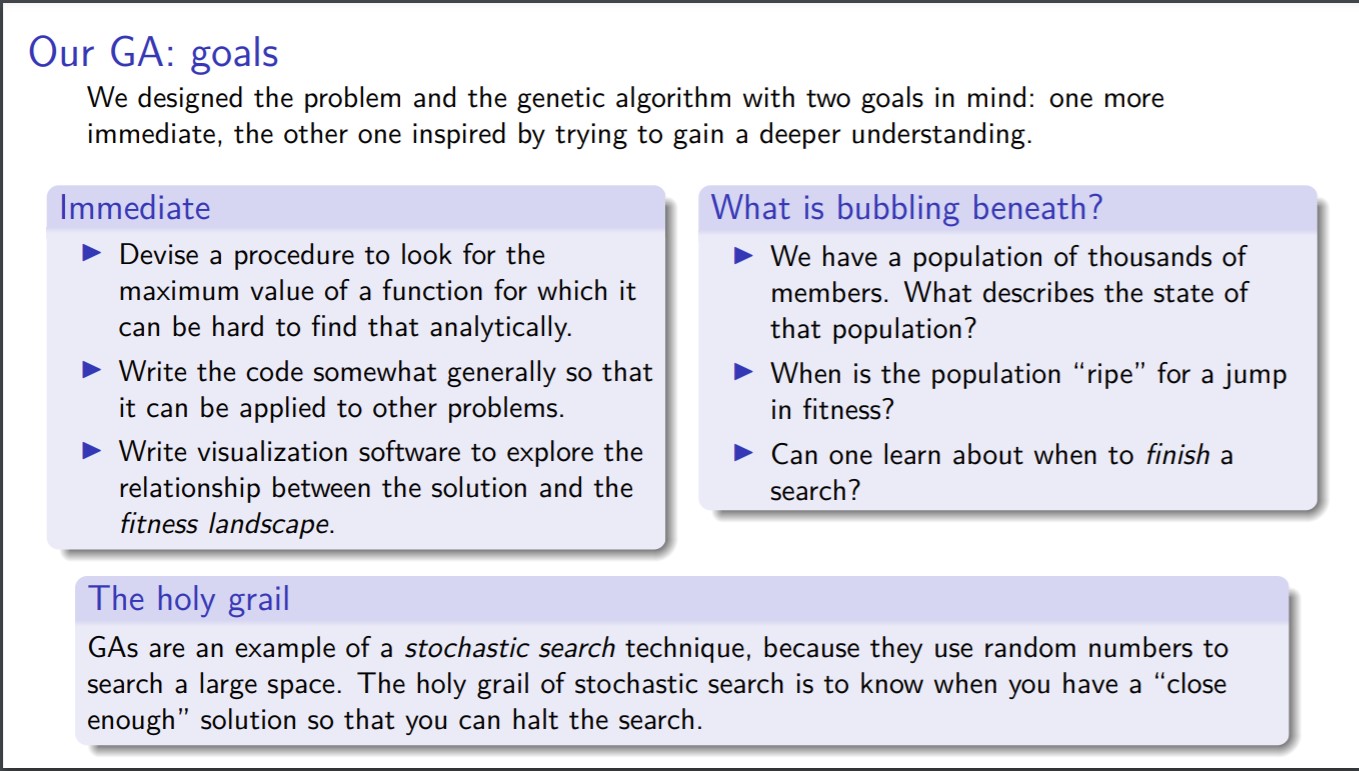 Our GA: goals
We designed the problem and the genetic algorithm with two goals in mind: one more
immediate, the other one inspired by trying to gain a deeper understanding.
Immediate
▶ Devise a procedure to look for the
maximum value of a function for which it
can be hard to find that analytically.
▶ Write the code somewhat generally so that
it can be applied to other problems.
▶ Write visualization software to explore the
relationship between the solution and the
fitness landscape.
What is bubbling beneath?
▶ We have a population of thousands of
members. What describes the state of
that population?
▶ When is the population “ripe” for a jump
in fitness?
▶ Can one learn about when to finish a
search?
The holy grail
GAs are an example of a stochastic search technique, because they use random numbers to
search a large space. The holy grail of stochastic search is to know when you have a “close
enough” solution so that you can halt the search.